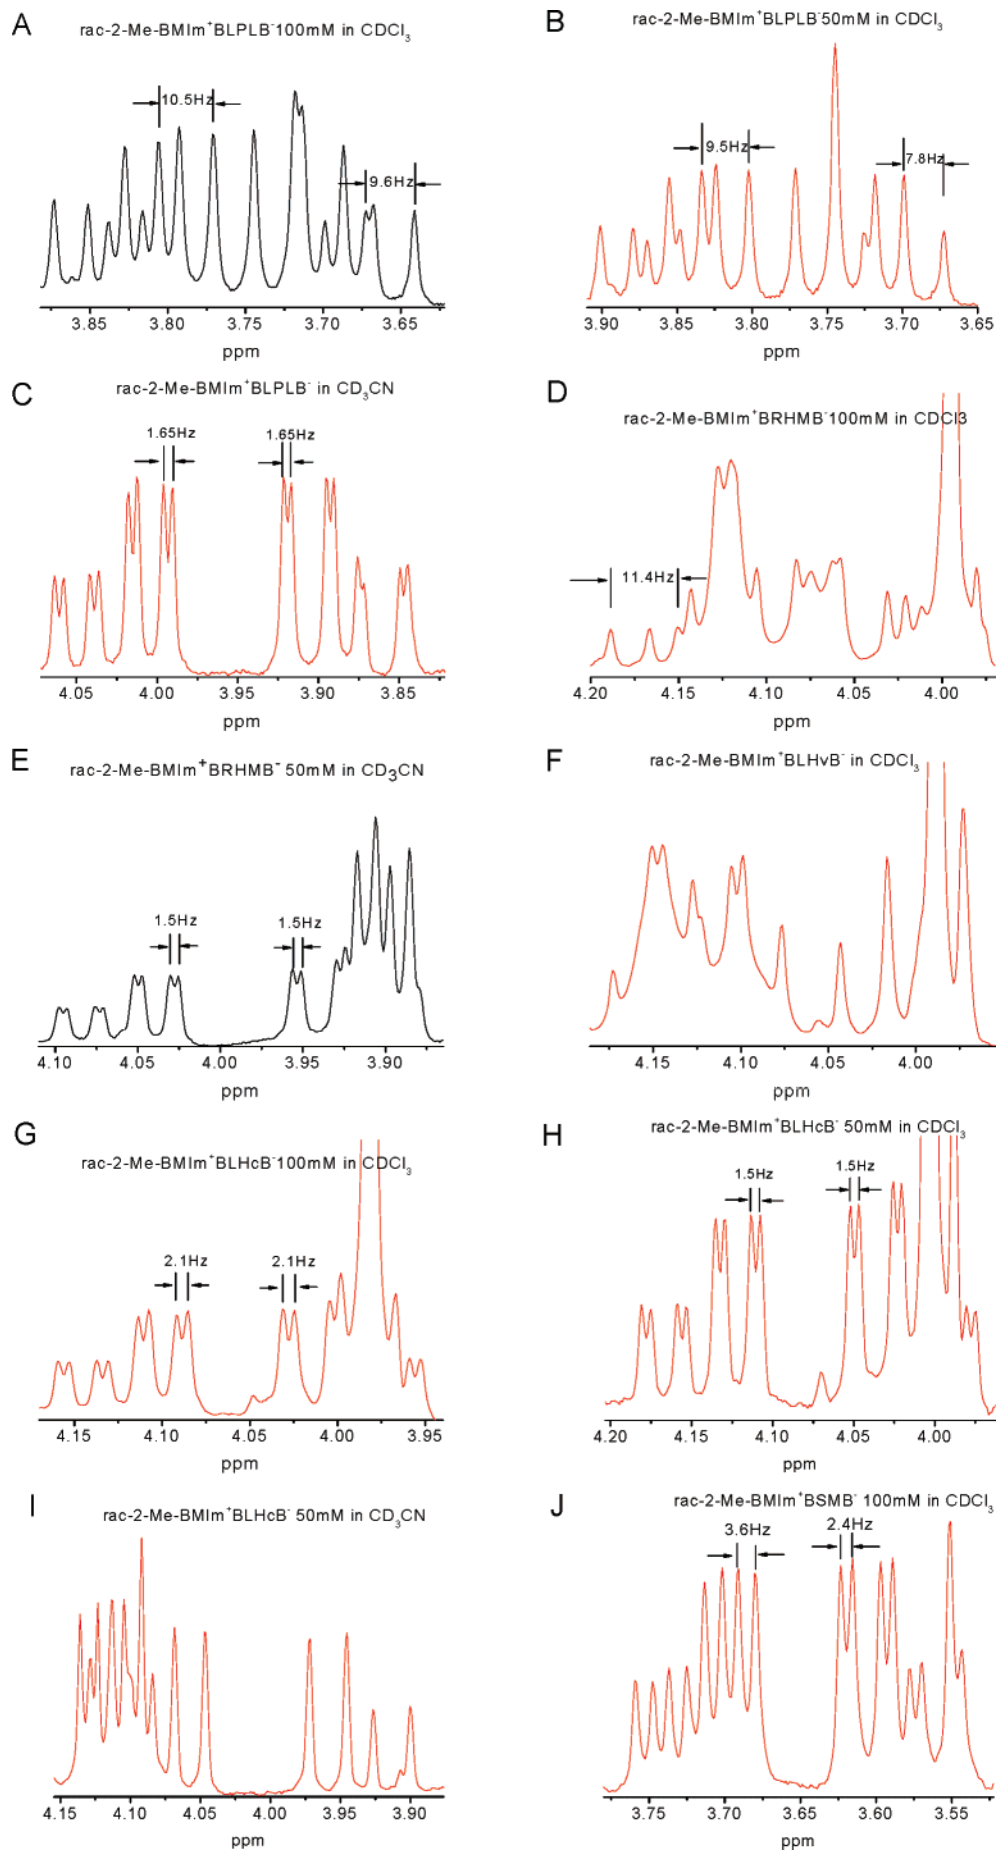 A
rac-2-Me-BMIm⁺BLPLB⁻100mM in CDCl₃
10.5Hz
9.6Hz
3.85 3.80 3.75 3.70 3.65
ppm
B
rac-2-Me-BMIm⁺BLPLB⁻50mM in CDCl₃
9.5Hz
7.8Hz
3.90 3.85 3.80 3.75 3.70 3.65
ppm
C
rac-2-Me-BMIm⁺BLPLB⁻ in CD₃CN
1.65Hz 1.65Hz
4.05 4.00 3.95 3.90 3.85
ppm
D
rac-2-Me-BMIm⁺BRHMB⁻100mM in CDCl3
11.4Hz
4.20 4.15 4.10 4.05 4.00
ppm
E
rac-2-Me-BMIm⁺BRHMB⁻ 50mM in CD₃CN
1.5Hz 1.5Hz
4.10 4.05 4.00 3.95 3.90
ppm
F
rac-2-Me-BMIm⁺BLHvB⁻ in CDCl₃
4.15 4.10 4.05 4.00
ppm
G
rac-2-Me-BMIm⁺BLHcB⁻100mM in CDCl₃
2.1Hz 2.1Hz
4.15 4.10 4.05 4.00 3.95
ppm
H
rac-2-Me-BMIm⁺BLHcB⁻ 50mM in CDCl₃
1.5Hz 1.5Hz
4.20 4.15 4.10 4.05 4.00
ppm
I
rac-2-Me-BMIm⁺BLHcB⁻ 50mM in CD₃CN
4.15 4.10 4.05 4.00 3.95 3.90
ppm
J
rac-2-Me-BMIm⁺BSMB⁻ 100mM in CDCl₃
3.6Hz 2.4Hz
3.75 3.70 3.65 3.60 3.55
ppm